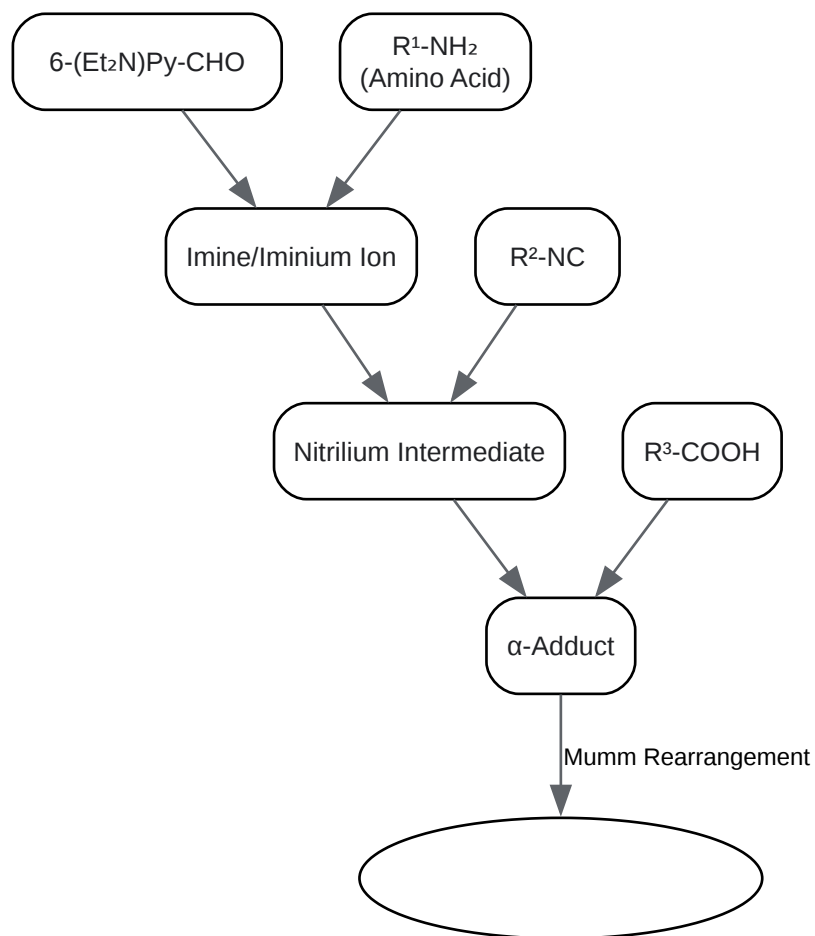 6-(Et₂N)Py-CHO
R¹-NH₂
(Amino Acid)
Imine/Iminium Ion
R²-NC
Nitrilium Intermediate
R³-COOH
α-Adduct
Mumm Rearrangement